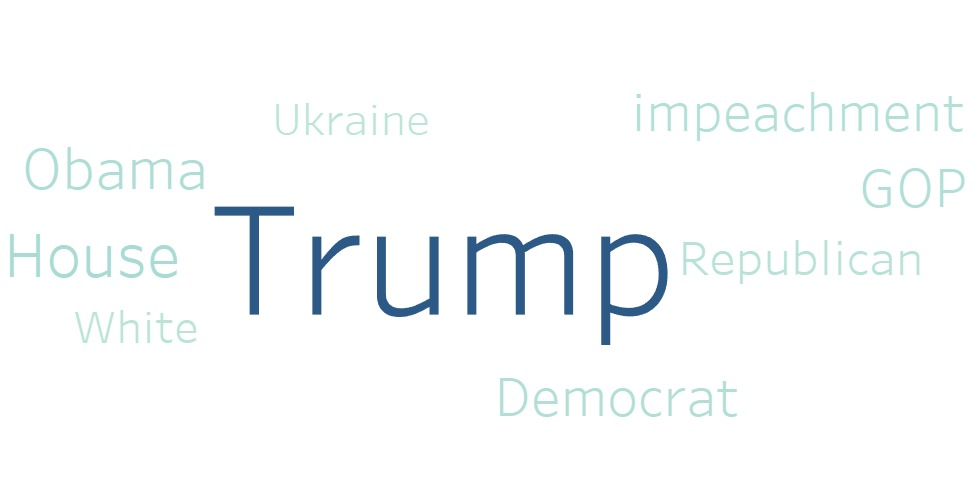 Ukraine
impeachment
Obama
GOP
Trump
House
Republican
White
Democrat